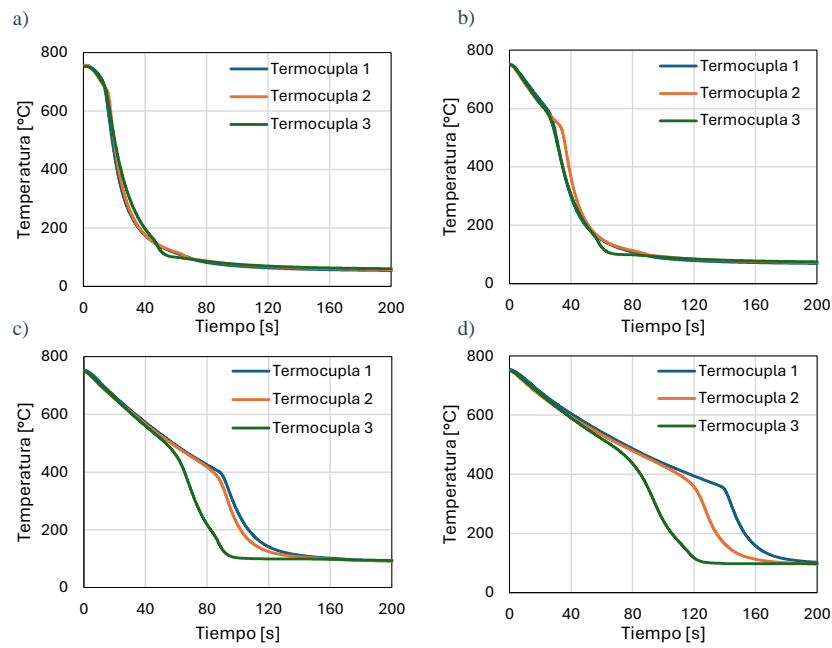 a)
800
600
400
200
0
Temperatura [°C]
Termocupla 1
Termocupla 2
Termocupla 3
0 40 80 120 160 200
Tiempo [s]
b)
800
600
400
200
0
Temperatura [°C]
Termocupla 1
Termocupla 2
Termocupla 3
0 40 80 120 160 200
Tiempo [s]
c)
800
600
400
200
0
Temperatura [°C]
Termocupla 1
Termocupla 2
Termocupla 3
0 40 80 120 160 200
Tiempo [s]
d)
800
600
400
200
0
Temperatura [°C]
Termocupla 1
Termocupla 2
Termocupla 3
0 40 80 120 160 200
Tiempo [s]